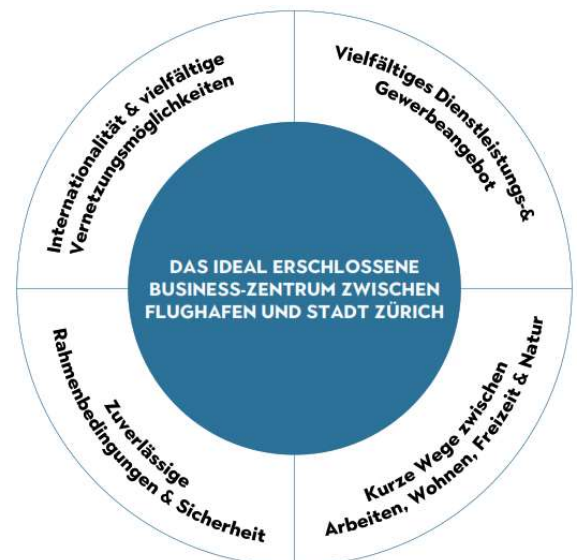 Internationalität & vielfältige
Vernetzungsmöglichkeiten
Vielfältiges Dienstleistungs-&
Gewerbeangebot
DAS IDEAL ERSCHLOSSENE
BUSINESS-ZENTRUM ZWISCHEN
FLUGHAFEN UND STADT ZÜRICH
Zuverlässige
Rahmenbedingungen & Sicherheit
Kurze Wege zwischen
Arbeiten, Wohnen, Freizeit & Natur